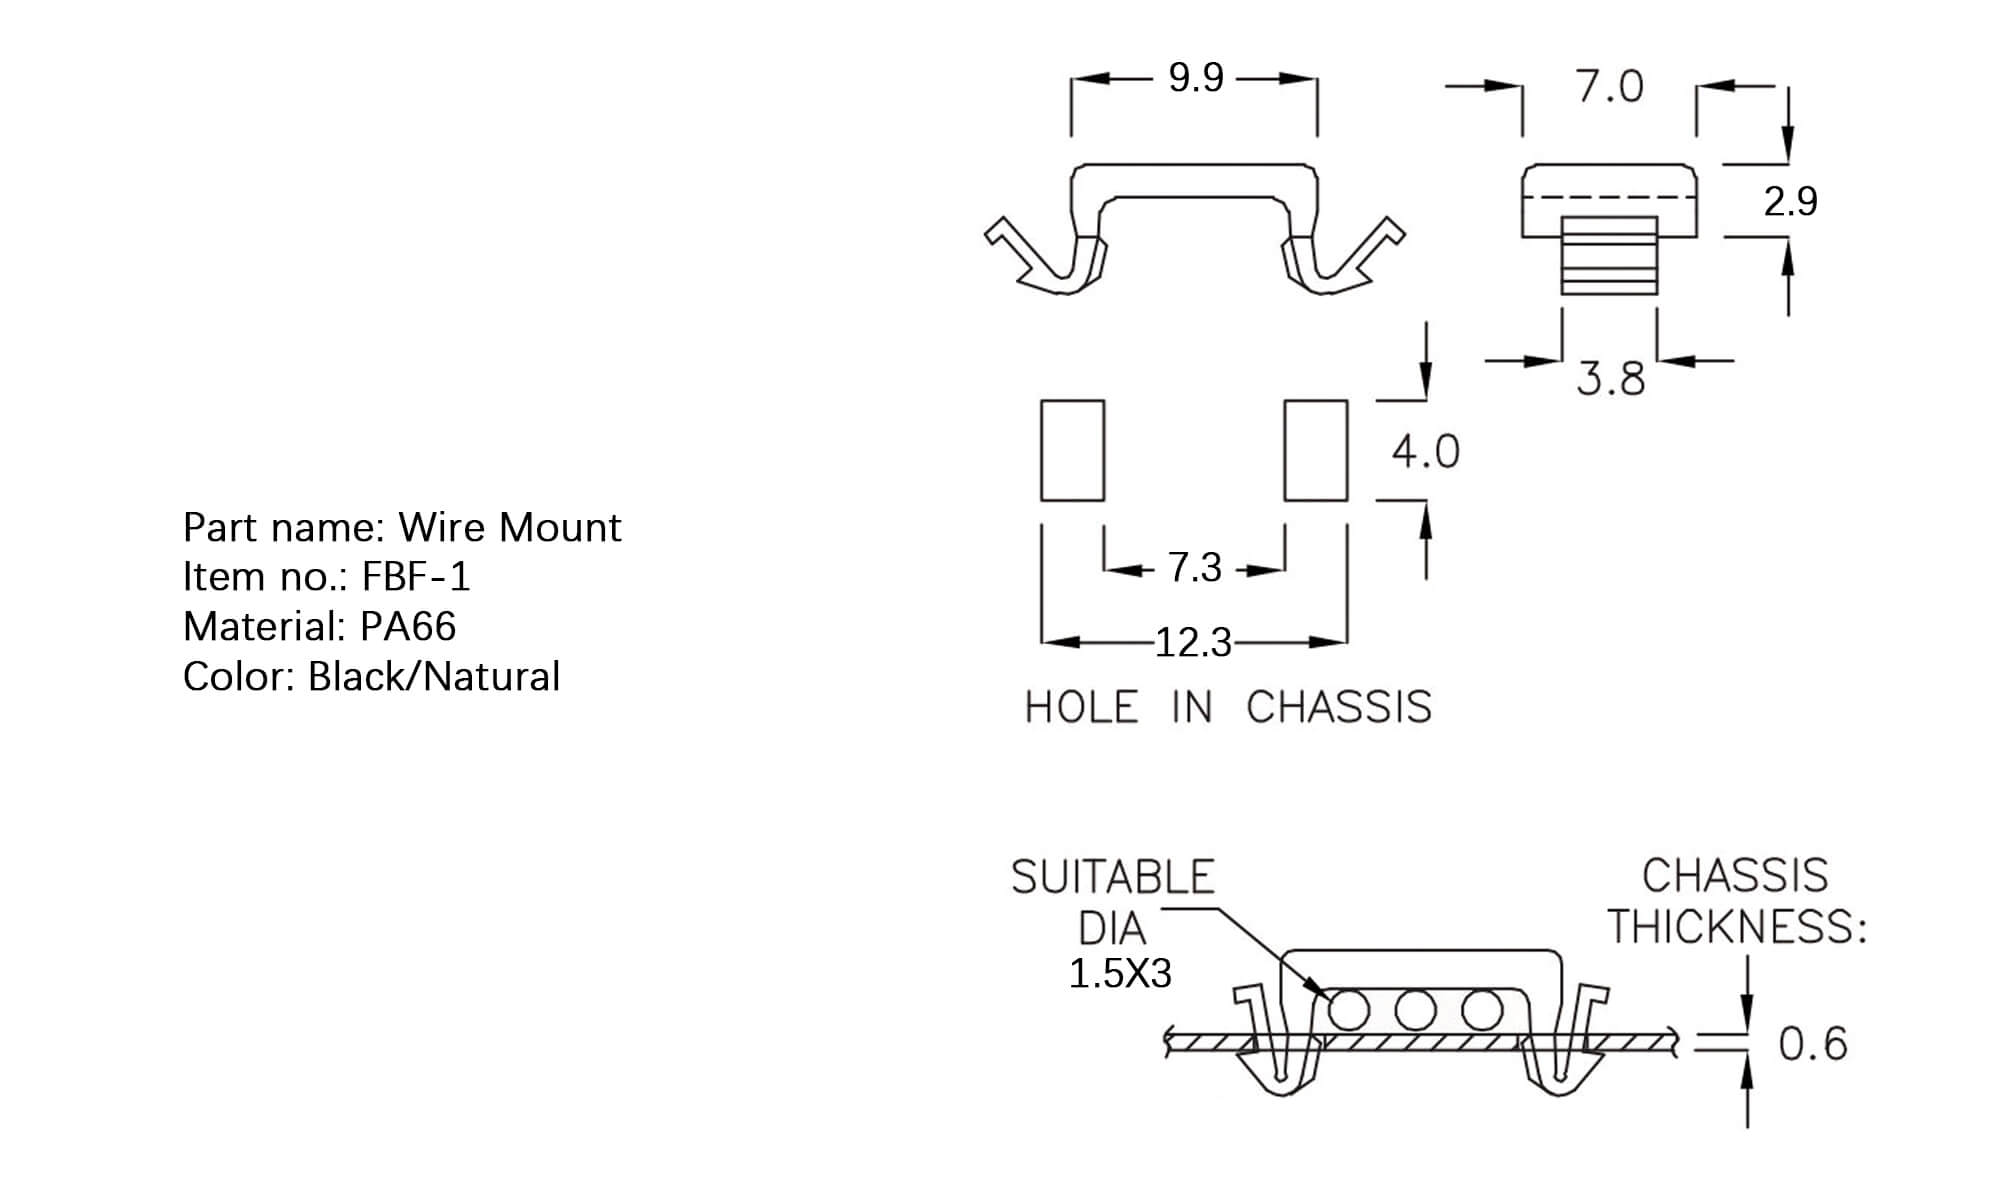 9.9
7.0
2.9
3.8
4.0
7.3
12.3
HOLE IN CHASSIS
Part name: Wire Mount
Item no.: FBF-1
Material: PA66
Color: Black/Natural
SUITABLE
DIA
1.5X3
CHASSIS
THICKNESS:
0.6